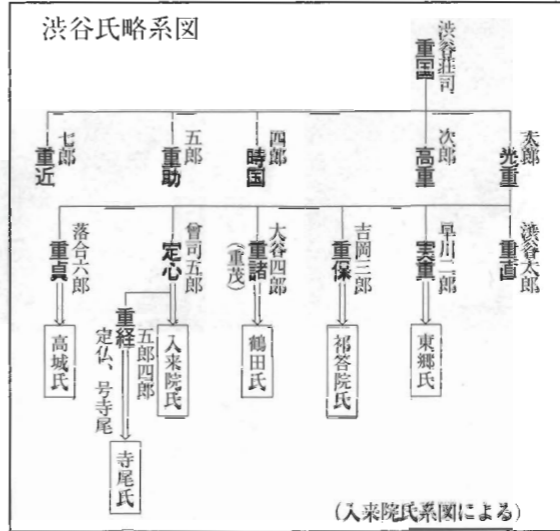 渋谷氏略系図
渋谷荘司
重国
太郎
光重
次郎
高重
四郎
時国
五郎
重助
七郎
重近
渋谷太郎
重直
早川二郎
実重
吉岡三郎
重保
大谷四郎
重諸
(重茂)
曾司五郎
定心
落合六郎
重貞
東郷氏
祁答院氏
鶴田氏
入来院氏
五郎四郎
重経
定仏、号寺尾
高城氏
寺尾氏
(入来院氏系図による)